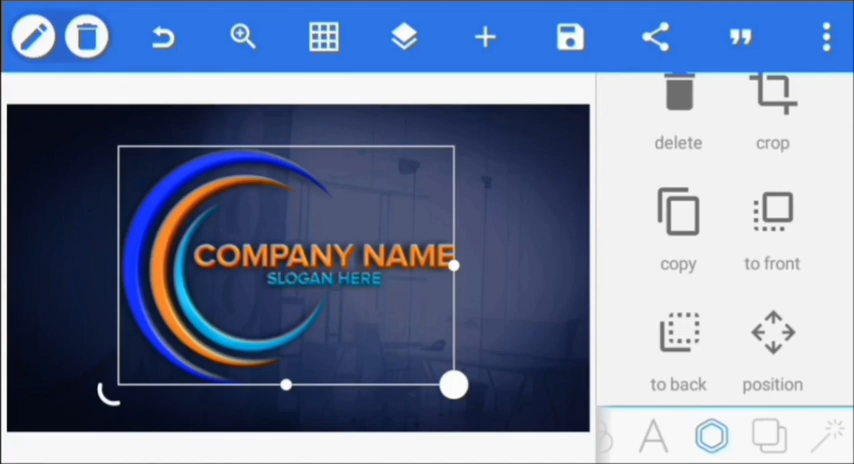 COMPANY NAME
SLOGAN HERE
delete
crop
copy
to front
to back
position
A